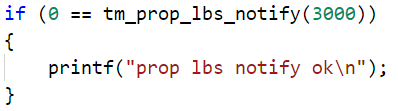 if (0 == tm_prop_lbs_notify(3000))
{
    printf("prop lbs notify ok\n");
}